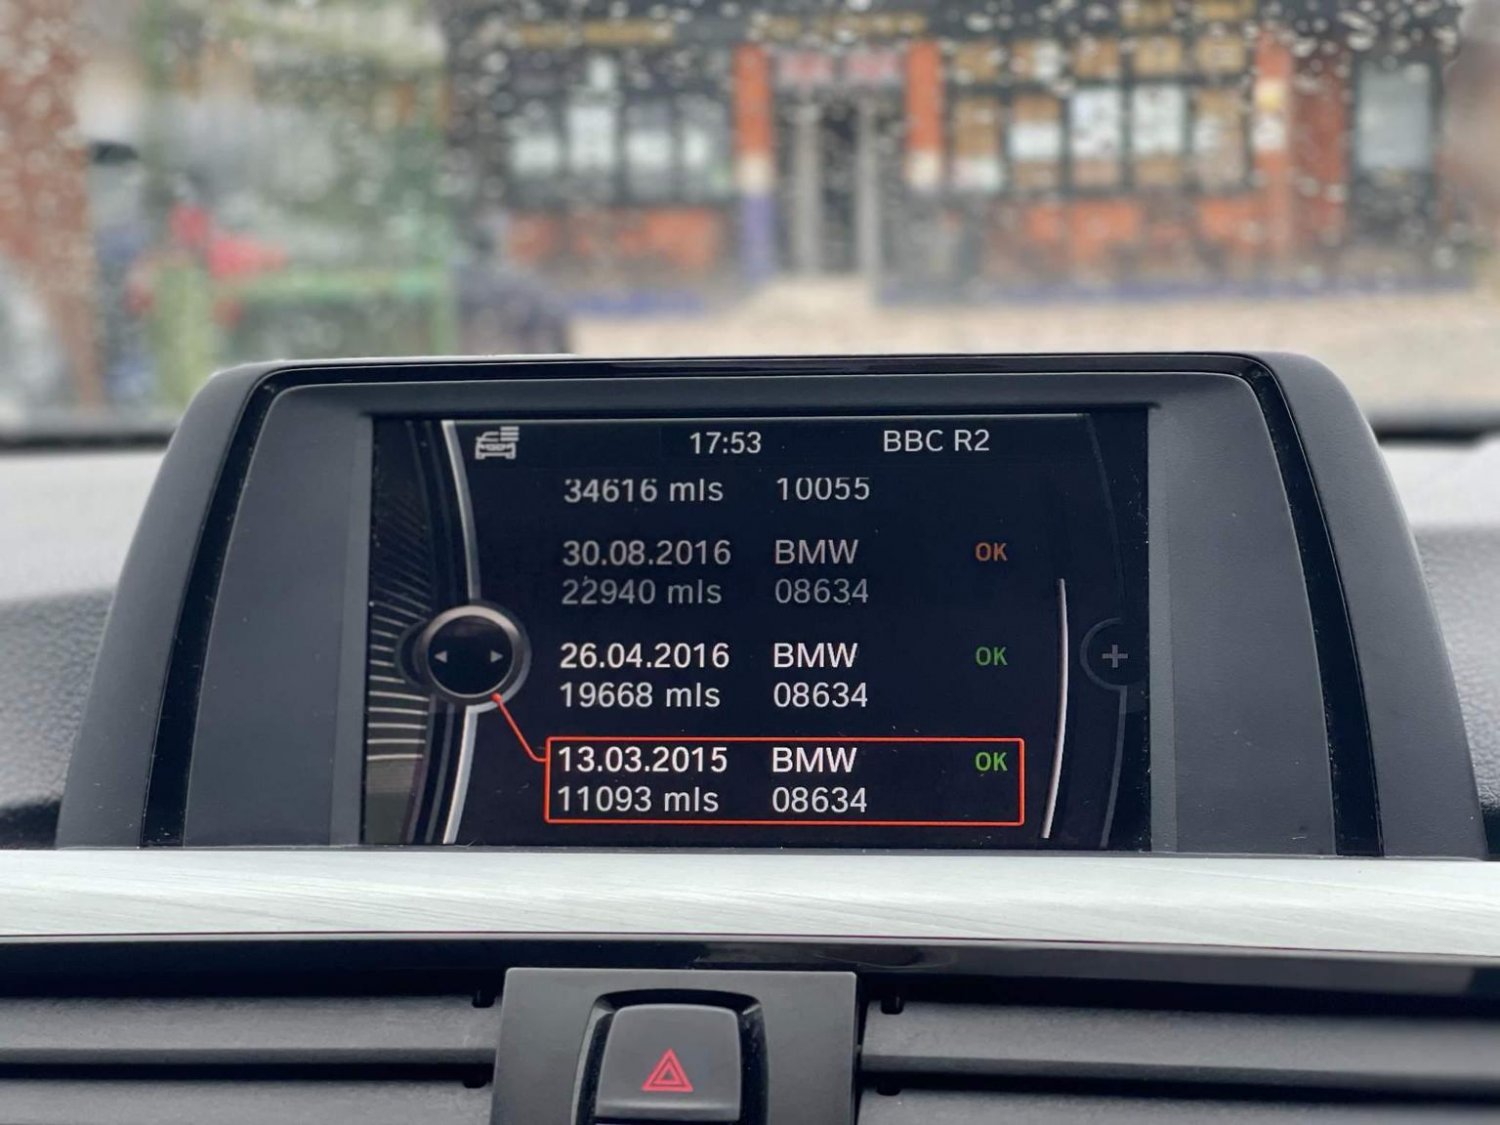 17:53 BBC R2
34616 mls 10055
30.08.2016 BMW OK
22940 mls 08634
26.04.2016 BMW OK
19668 mls 08634
13.03.2015 BMW OK
11093 mls 08634